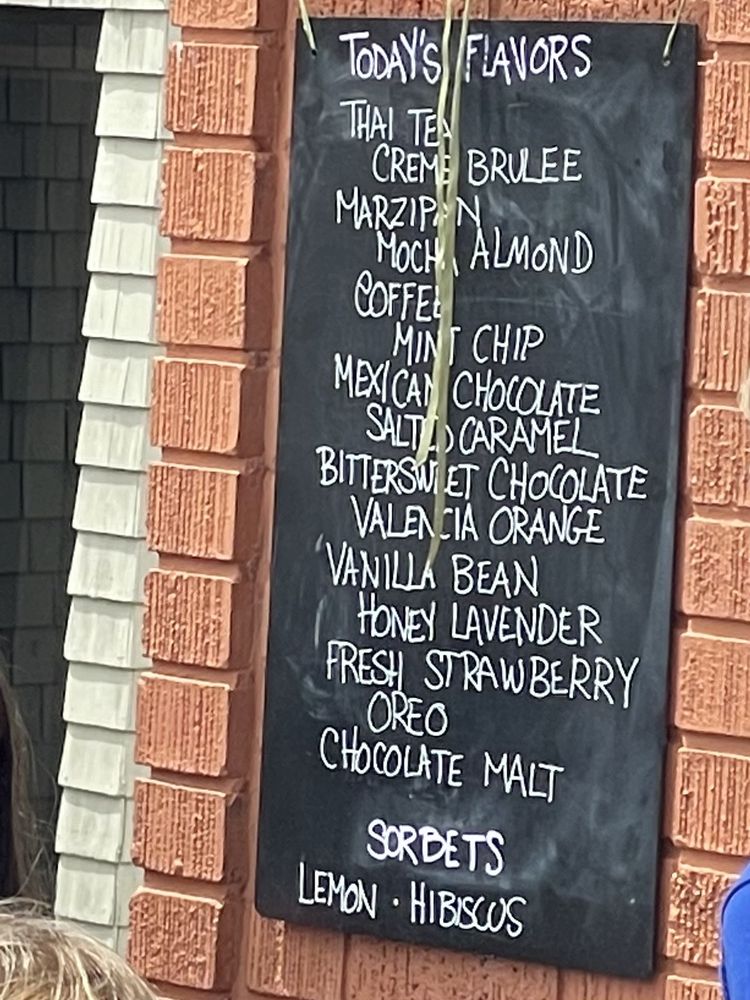 TODAY'S FLAVORS
THAI TEA
CREME BRULEE
MARZIPAN
MOCHA ALMOND
COFFEE
MINT CHIP
MEXICAN CHOCOLATE
SALTED CARAMEL
BITTERSWEET CHOCOLATE
VALENCIA ORANGE
VANILLA BEAN
HONEY LAVENDER
FRESH STRAWBERRY
OREO
CHOCOLATE MALT
SORBETS
LEMON · HIBISCUS